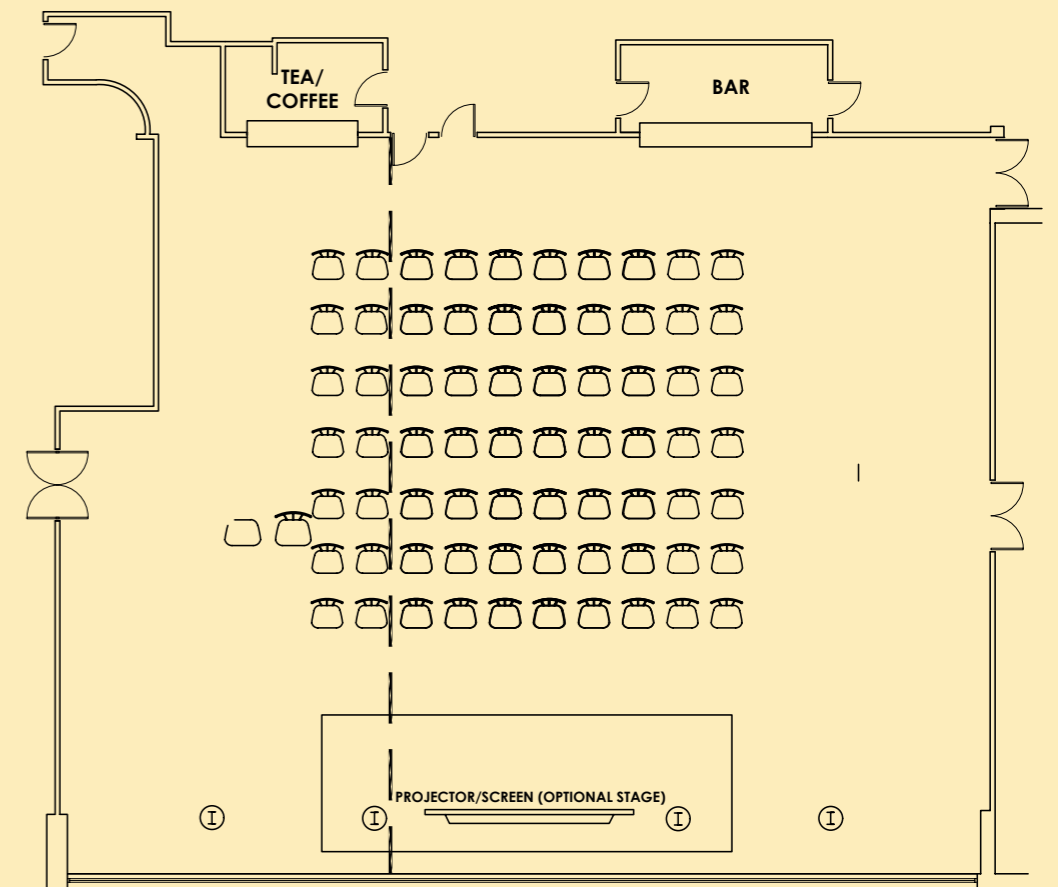 TEA/
COFFEE
BAR
PROJECTOR/SCREEN (OPTIONAL STAGE)
I
I
I
I